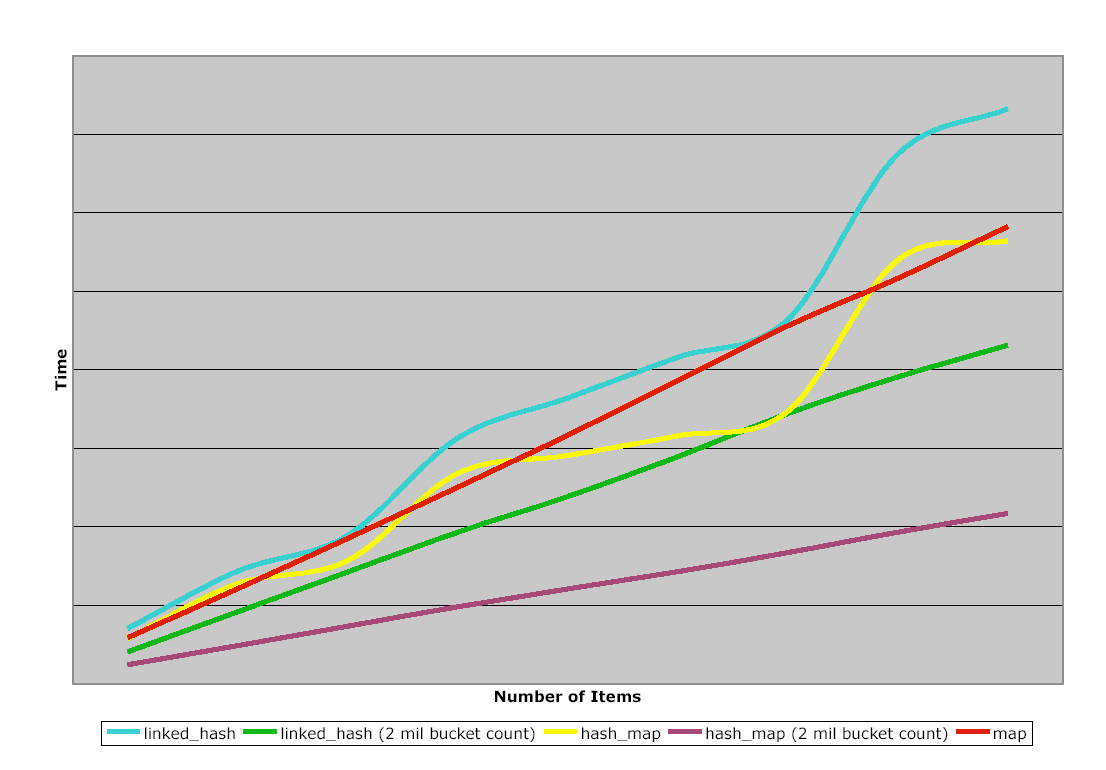 Time
Number of Items
linked_hash linked_hash (2 mil bucket count) hash_map hash_map (2 mil bucket count) map